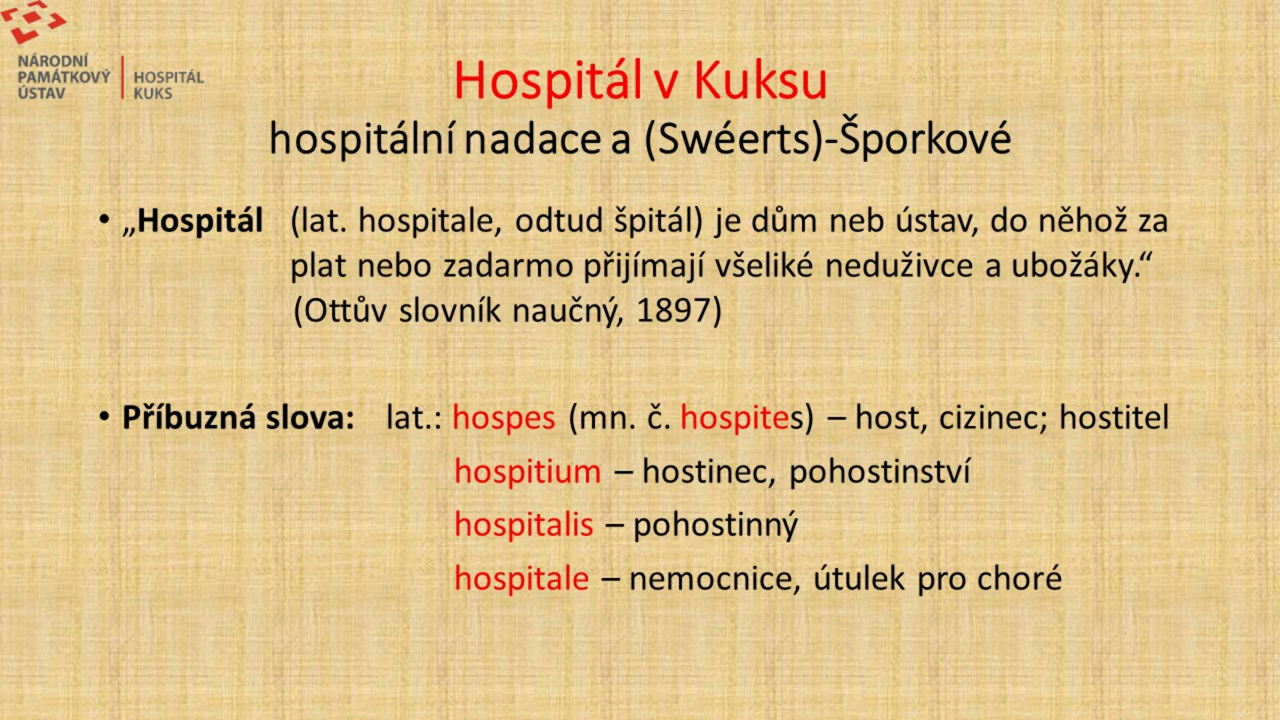 NÁRODNÍ
PAMÁTKOVÝ
ÚSTAV
HOSPITÁL
KUKS
Hospitál v Kuksu
hospitální nadace a (Swéerts)-Šporkové
• „Hospitál (lat. hospitale, odtud špitál) je dům neb ústav, do něhož za
plat nebo zadarmo přijímají všeliké neduživce a ubožáky.“
(Ottův slovník naučný, 1897)
• Příbuzná slova: lat.: hospes (mn. č. hospites) – host, cizinec; hostitel
hospitium – hostinec, pohostinství
hospitalis – pohostinný
hospitale – nemocnice, útulek pro choré